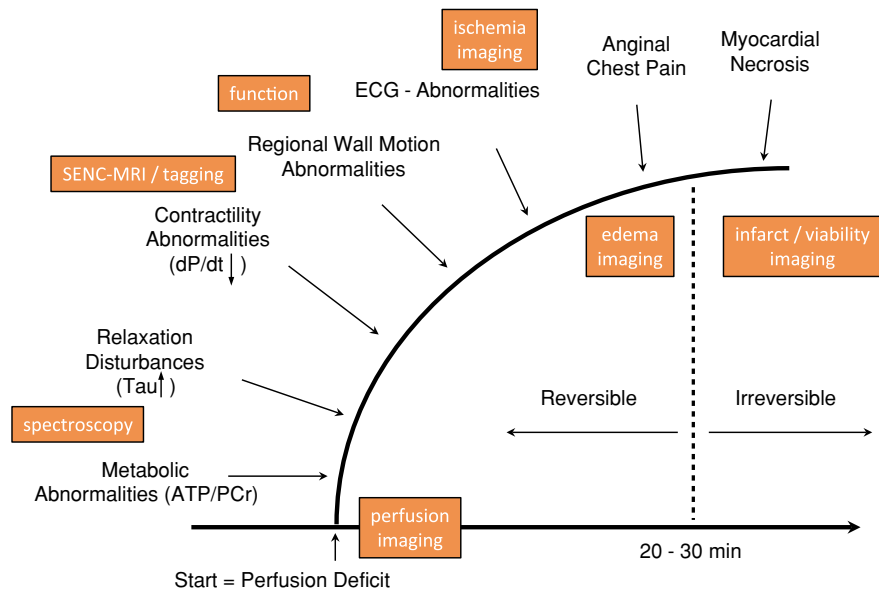 ischemia
imaging
ECG - Abnormalities
Anginal
Chest Pain
Myocardial
Necrosis
function
Regional Wall Motion
Abnormalities
SENC-MRI / tagging
Contractility
Abnormalities
(dP/dt ↓ )
edema
imaging
infarct / viability
imaging
Relaxation
Disturbances
(Tau↑)
Reversible
Irreversible
spectroscopy
Metabolic
Abnormalities (ATP/PCr)
perfusion
imaging
20 - 30 min
Start = Perfusion Deficit